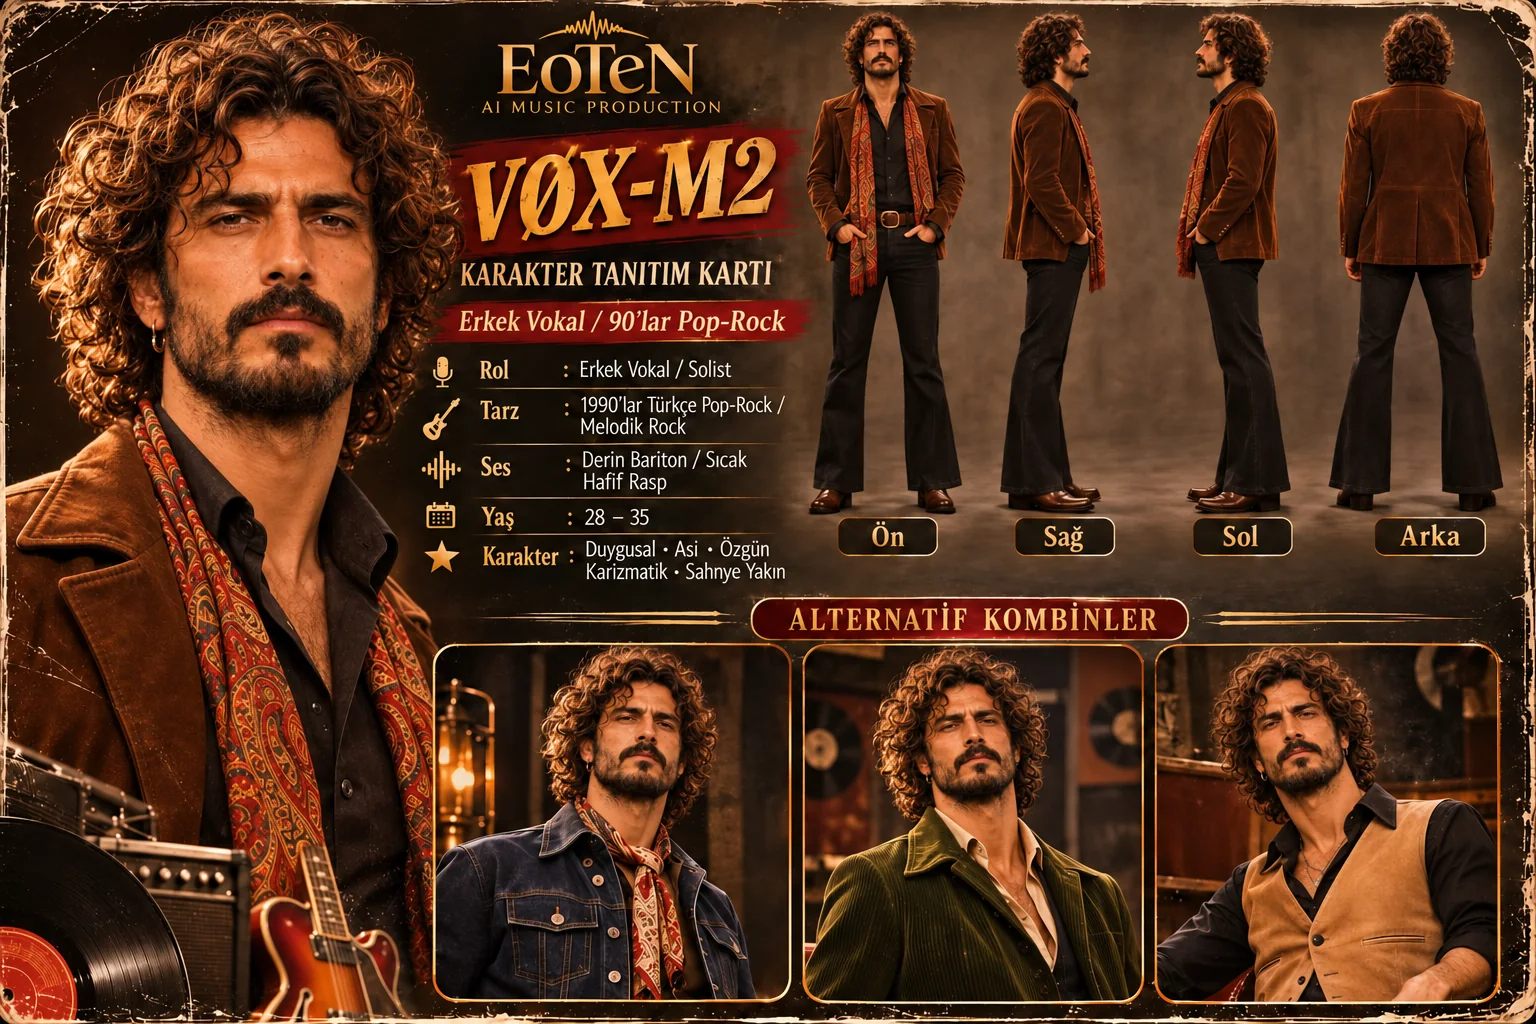 EoTeN
AI MUSIC PRODUCTION
VØX-M2
KARAKTER TANITIM KARTI
Erkek Vokal / 90'lar Pop-Rock
Rol : Erkek Vokal / Solist
Tarz : 1990'lar Türkçe Pop-Rock /
Melodik Rock
Ses : Derin Bariton / Sıcak
Hafif Rasp
Yaş : 28 – 35
Karakter : Duygusal • Asi • Özgün
Karizmatik • Sahnye Yakın
Ön
Sağ
Sol
Arka
ALTERNATİF KOMBİNLER